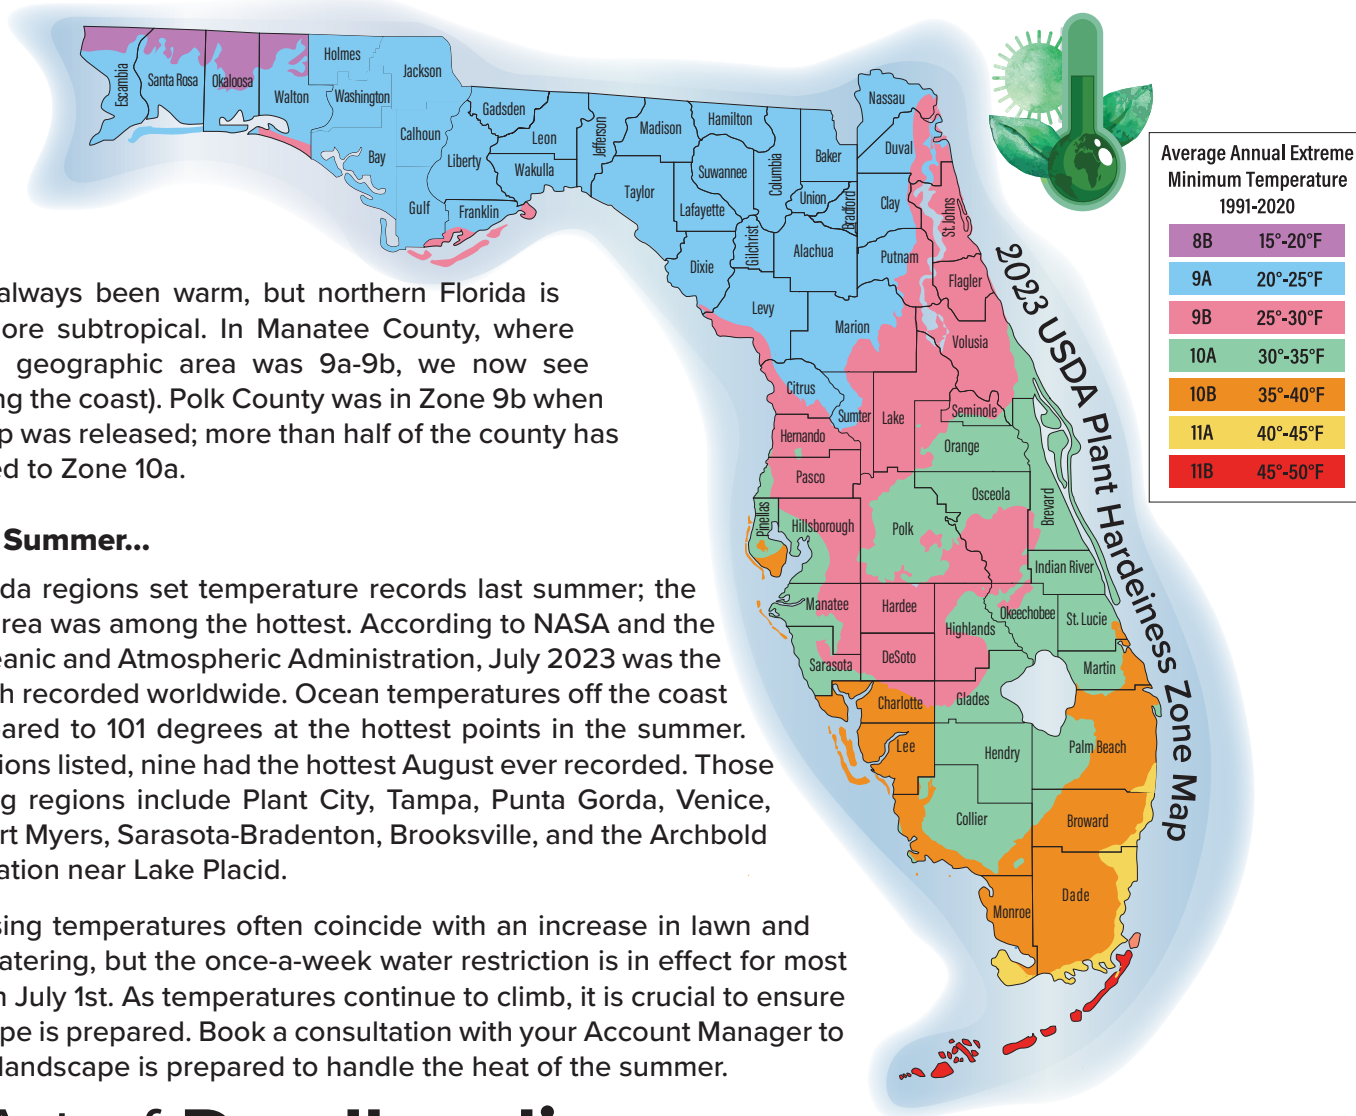 always been warm, but northern Florida is
ore subtropical. In Manatee County, where
geographic area was 9a-9b, we now see
ng the coast). Polk County was in Zone 9b when
p was released; more than half of the county has
ed to Zone 10a.
Summer...
da regions set temperature records last summer; the
rea was among the hottest. According to NASA and the
eanic and Atmospheric Administration, July 2023 was the
h recorded worldwide. Ocean temperatures off the coast
ared to 101 degrees at the hottest points in the summer.
ions listed, nine had the hottest August ever recorded. Those
g regions include Plant City, Tampa, Punta Gorda, Venice,
rt Myers, Sarasota-Bradenton, Brooksville, and the Archbold
ation near Lake Placid.
sing temperatures often coincide with an increase in lawn and
atering, but the once-a-week water restriction is in effect for most
n July 1st. As temperatures continue to climb, it is crucial to ensure
pe is prepared. Book a consultation with your Account Manager to
landscape is prepared to handle the heat of the summer.
Escambia
Santa Rosa
Okaloosa
Walton
Holmes
Washington
Jackson
Calhoun
Bay
Gulf
Liberty
Franklin
Gadsden
Leon
Wakulla
Jefferson
Madison
Taylor
Hamilton
Suwannee
Lafayette
Dixie
Columbia
Gilchrist
Baker
Union
Bradford
Nassau
Duval
Clay
St.Johns
Alachua
Putnam
Flagler
Levy
Marion
Volusia
Citrus
Sumter
Lake
Seminole
Hernando
Orange
Pasco
Osceola
Brevard
Pinellas
Hillsborough
Polk
Indian River
Manatee
Hardee
Highlands
Okeechobee
St. Lucie
Sarasota
DeSoto
Martin
Charlotte
Glades
Lee
Hendry
Palm Beach
Collier
Broward
Monroe
Dade
2023 USDA Plant Hardeiness Zone Map
Average Annual Extreme
Minimum Temperature
1991-2020
8B 15°-20°F
9A 20°-25°F
9B 25°-30°F
10A 30°-35°F
10B 35°-40°F
11A 40°-45°F
11B 45°-50°F